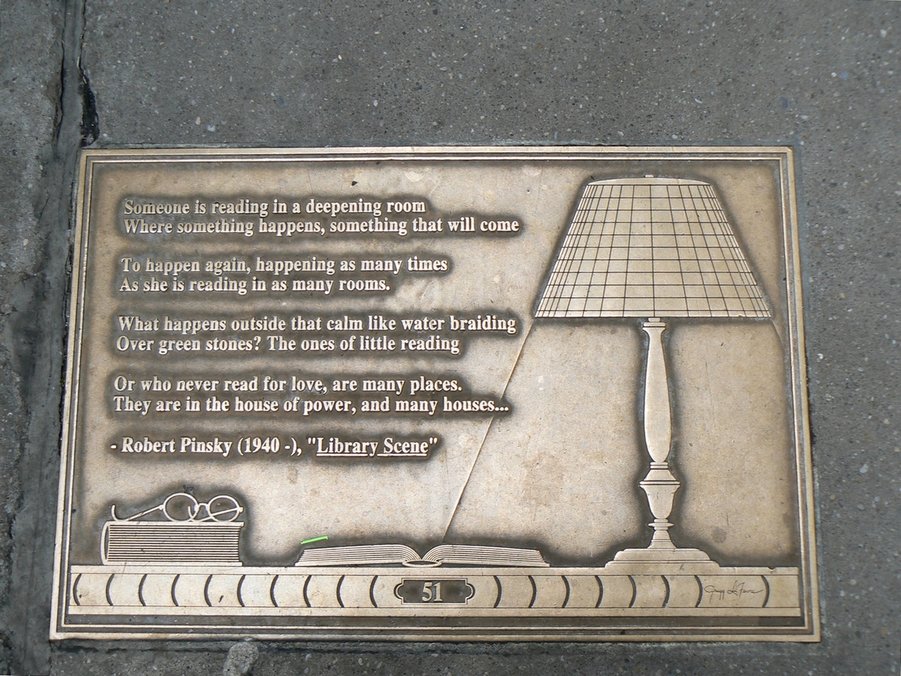 Someone is reading in a deepening room
Where something happens, something that will come
To happen again, happening as many times
As she is reading in as many rooms.
What happens outside that calm like water braiding
Over green stones? The ones of little reading
Or who never read for love, are many places.
They are in the house of power, and many houses...
- Robert Pinsky (1940 -), "Library Scene"
51